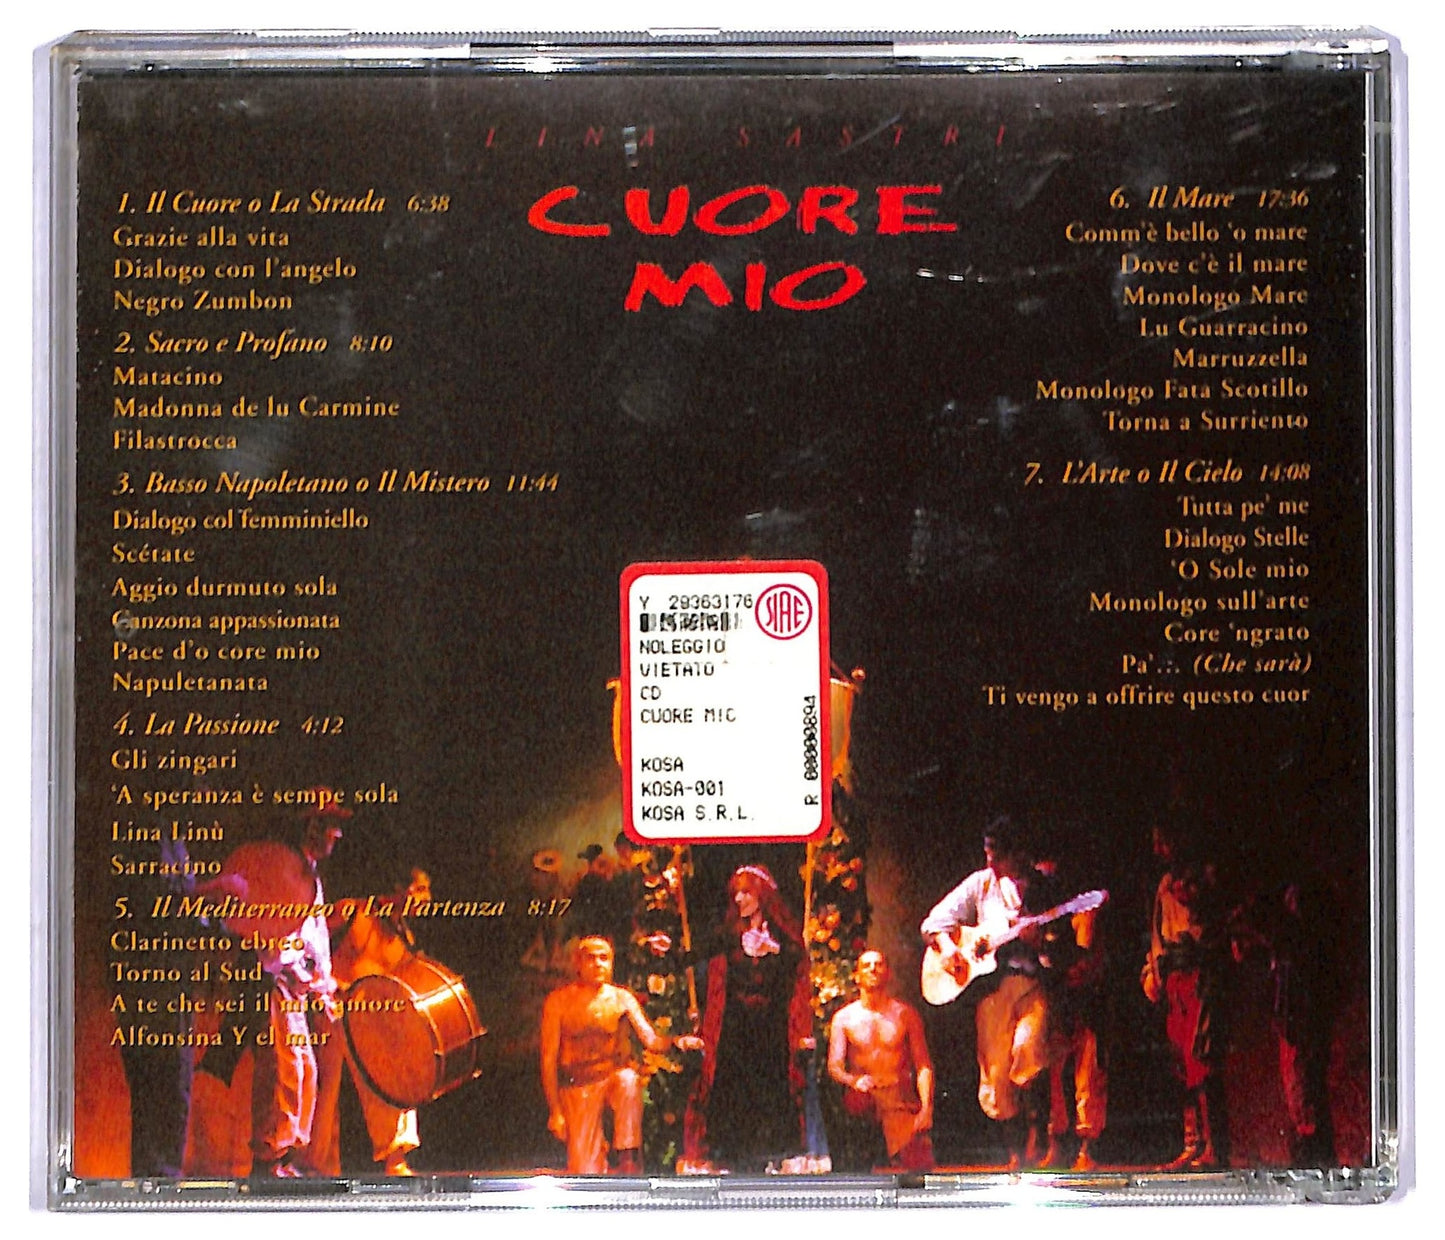 LINA SASTRI
CUORE
MIO
1. Il Cuore o La Strada 6:38
Grazie alla vita
Dialogo con l'angelo
Negro Zumbon
2. Sacro e Profano 8:10
Matacino
Madonna de lu Carmine
Filastrocca
3. Basso Napoletano o Il Mistero 11:44
Dialogo col femminiello
Scétate
Aggio durmuto sola
Canzona appassionata
Pace d'o core mio
Napuletanata
4. La Passione 4:12
Gli zingari
'A speranza è sempe sola
Lina Linù
Sarracino
5. Il Mediterraneo o La Partenza 8:17
Clarinetto ebreo
Torno al Sud
A te che sei il mio amore
Alfonsina Y el mar
6. Il Mare 17:36
Comm'è bello 'o mare
Dove c'è il mare
Monologo Mare
Lu Guarracino
Marruzzella
Monologo Fata Scotillo
Torna a Surriento
7. L'Arte o Il Cielo 14:08
'Tutta pe' me
Dialogo Stelle
'O Sole mio
Monologo sull'arte
Core 'ngrato
Pa'... (Che sarà)
Ti vengo a offrire questo cuor
Y 29363176
SIAE
NOLEGGIO
VIETATO
CD
CUORE MIO
KOSA
KOSA-001
KOSA S.R.L.
R 00000894